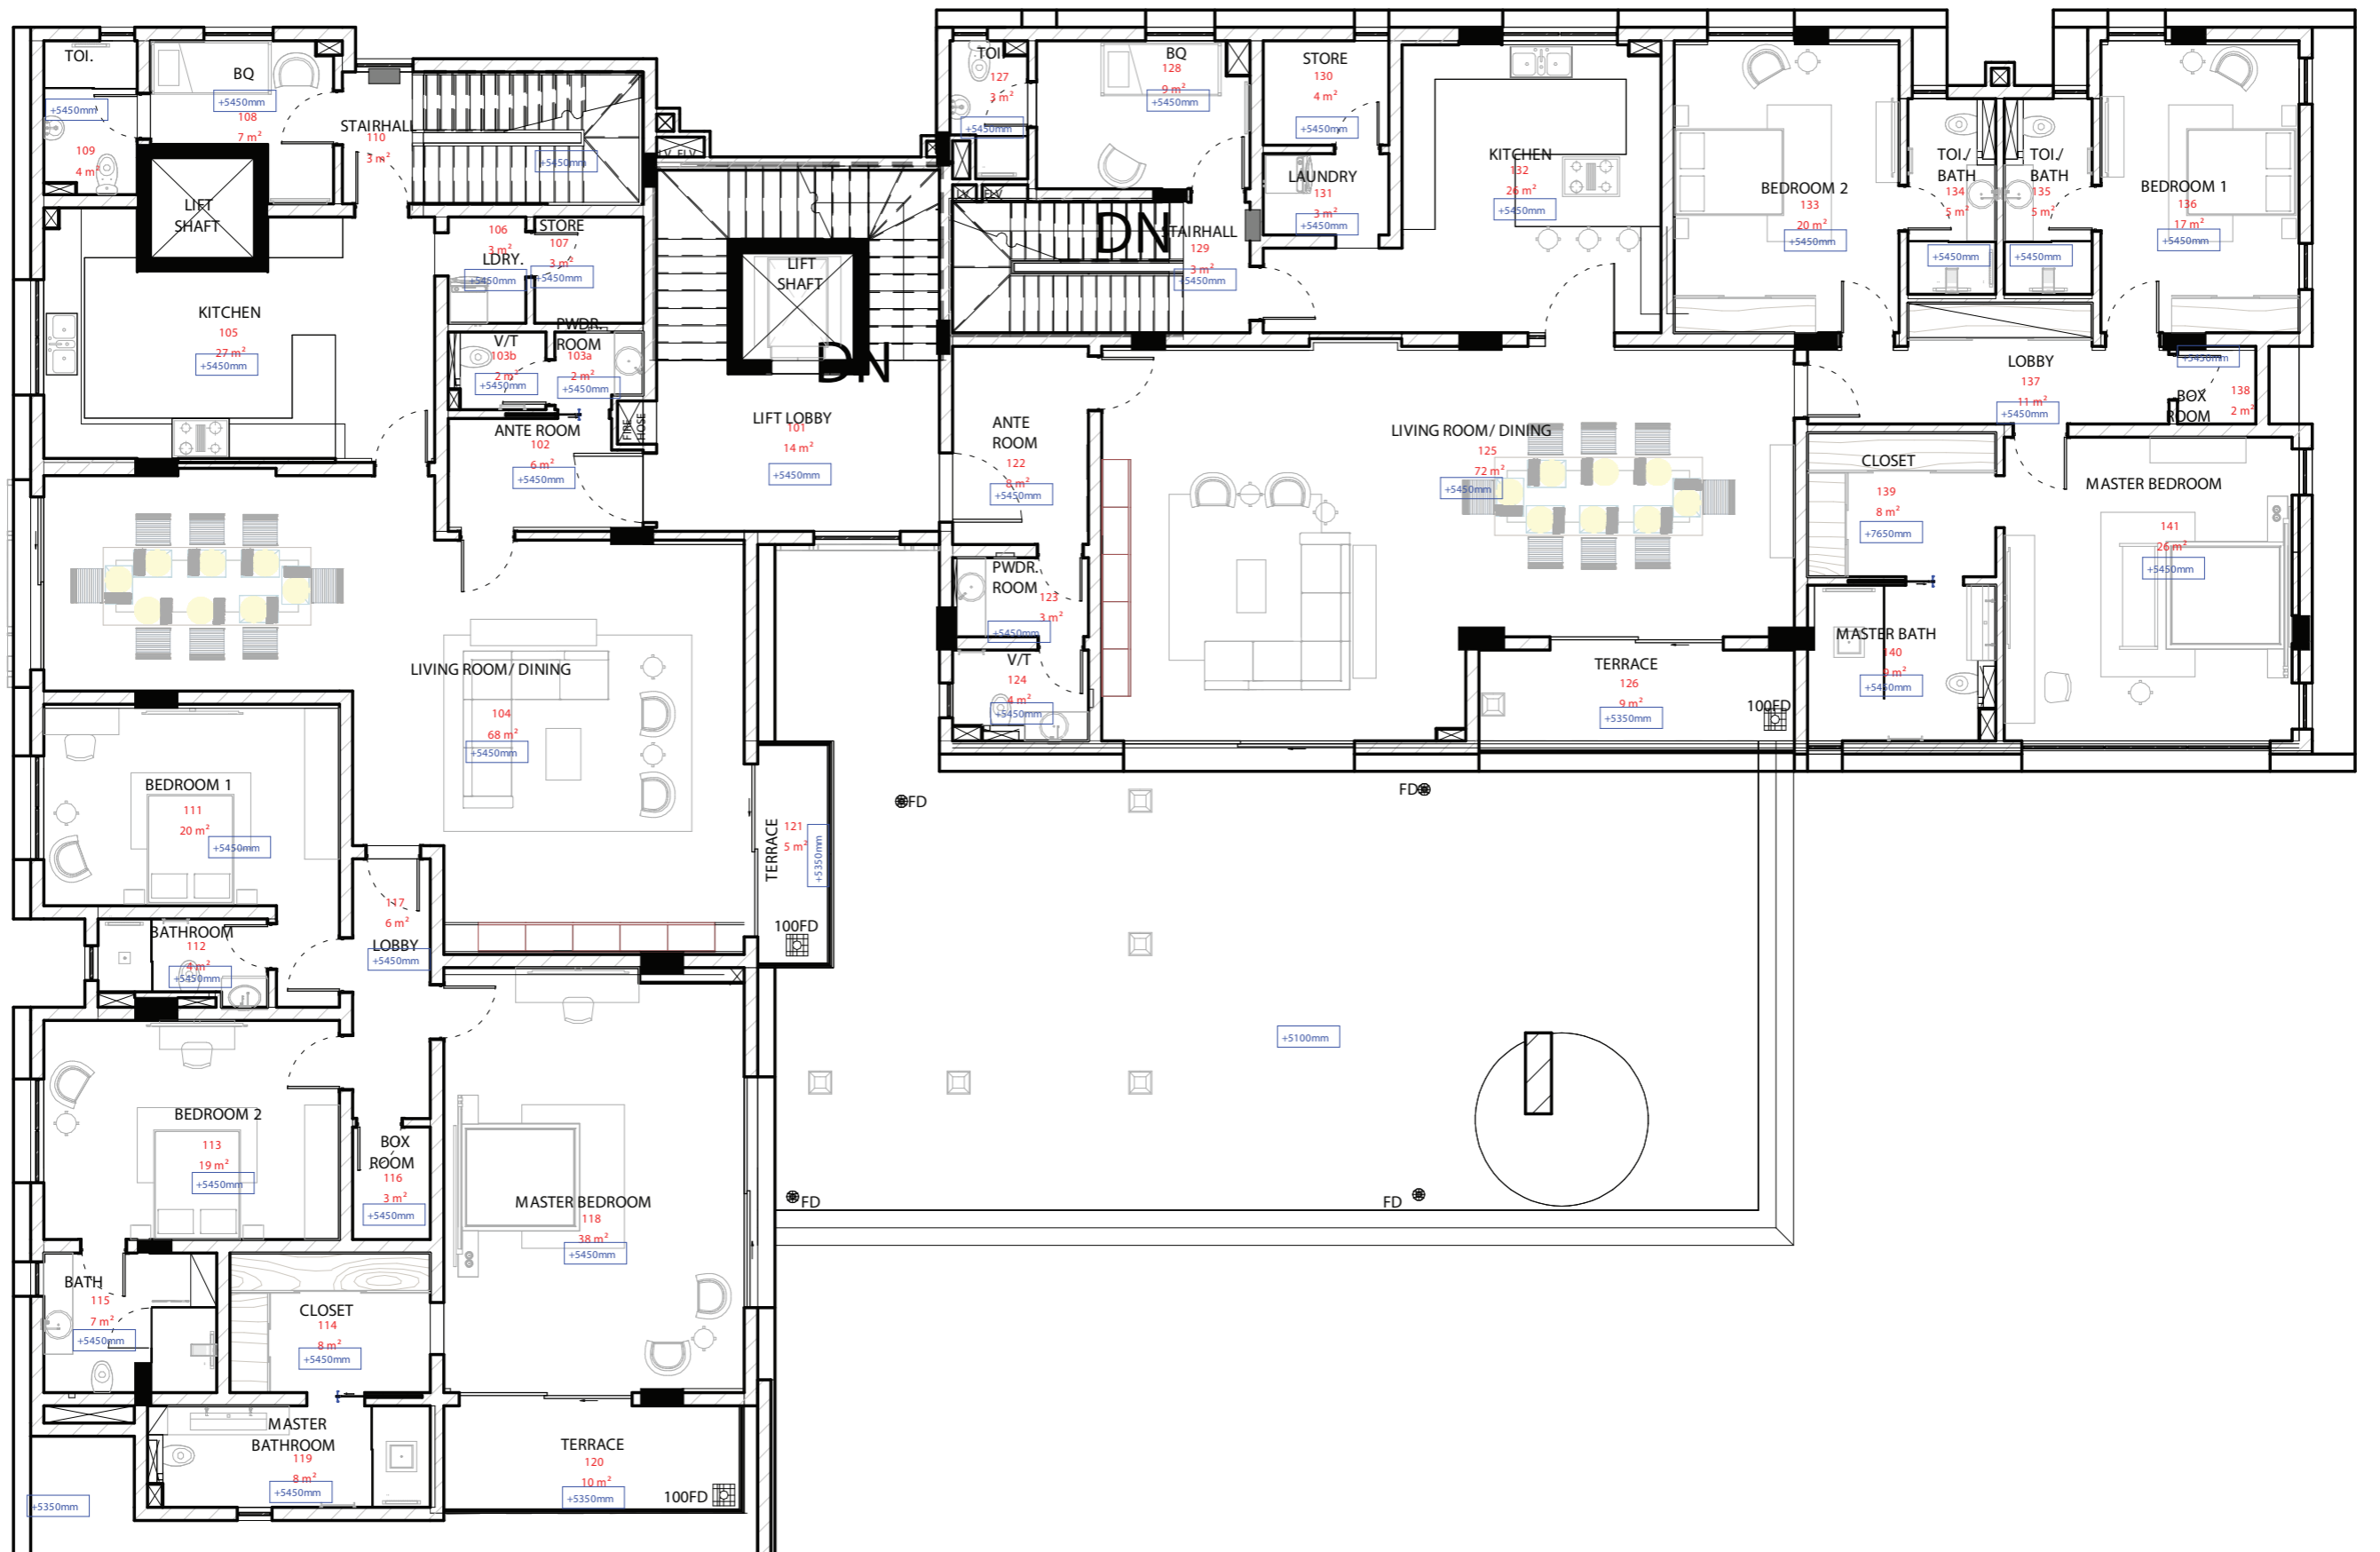 TOI.
+5450mm
109
4 m²
BQ
+5450mm
108
7 m²
STAIRHALL
110
3 m²
+5450mm
LIFT
SHAFT
KITCHEN
105
27 m²
+5450mm
106
3 m²
LDRY.
+5450mm
STORE
107
3 m²
+5450mm
V/T
103b
2 m²
+5450mm
PWDR.
ROOM
103a
2 m²
+5450mm
ANTE ROOM
102
6 m²
+5450mm
FIRE
HOSE
LV
ELV
LIFT
SHAFT
DN
LIFT LOBBY
101
14 m²
+5450mm
TOI.
127
3 m²
+5450mm
BQ
128
9 m²
+5450mm
STORE
130
4 m²
+5450mm
LAUNDRY
131
3 m²
+5450mm
LV
ELV
DN
STAIRHALL
129
3 m²
+5450mm
KITCHEN
132
26 m²
+5450mm
BEDROOM 2
133
20 m²
+5450mm
TOI./
BATH
134
5 m²
+5450mm
TOI./
BATH
135
5 m²
+5450mm
BEDROOM 1
136
17 m²
+5450mm
LOBBY
137
11 m²
+5450mm
+5450mm
BOX
ROOM
138
2 m²
ANTE
ROOM
122
8 m²
+5450mm
LIVING ROOM/ DINING
125
72 m²
+5450mm
CLOSET
139
8 m²
+7650mm
MASTER BEDROOM
141
26 m²
+5450mm
PWDR.
ROOM
123
3 m²
+5450mm
V/T
124
4 m²
+5450mm
TERRACE
126
9 m²
+5350mm
100FD
MASTER BATH
140
9 m²
+5450mm
LIVING ROOM/ DINING
104
68 m²
+5450mm
BEDROOM 1
111
20 m²
+5450mm
TERRACE
121
5 m²
+5350mm
100FD
FD
FD
117
6 m²
LOBBY
+5450mm
BATHROOM
112
4 m²
+5450mm
+5100mm
BEDROOM 2
113
19 m²
+5450mm
BOX
ROOM
116
3 m²
+5450mm
MASTER BEDROOM
118
38 m²
+5450mm
FD
FD
BATH
115
7 m²
+5450mm
CLOSET
114
8 m²
+5450mm
MASTER
BATHROOM
119
8 m²
+5450mm
TERRACE
120
10 m²
+5350mm
100FD
+5350mm